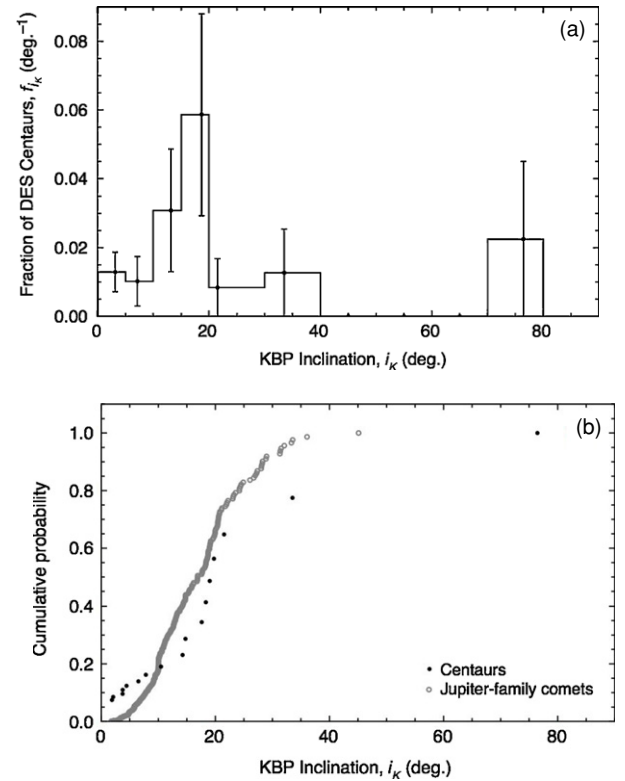 (a)
Fraction of DES Centaurs, f_{i_K} (deg.⁻¹)
0.08
0.06
0.04
0.02
0.00
0 20 40 60 80
KBP Inclination, i_K (deg.)
(b)
Cumulative probability
1.0
0.8
0.6
0.4
0.2
0.0
Centaurs
Jupiter-family comets
0 20 40 60 80
KBP Inclination, i_K (deg.)